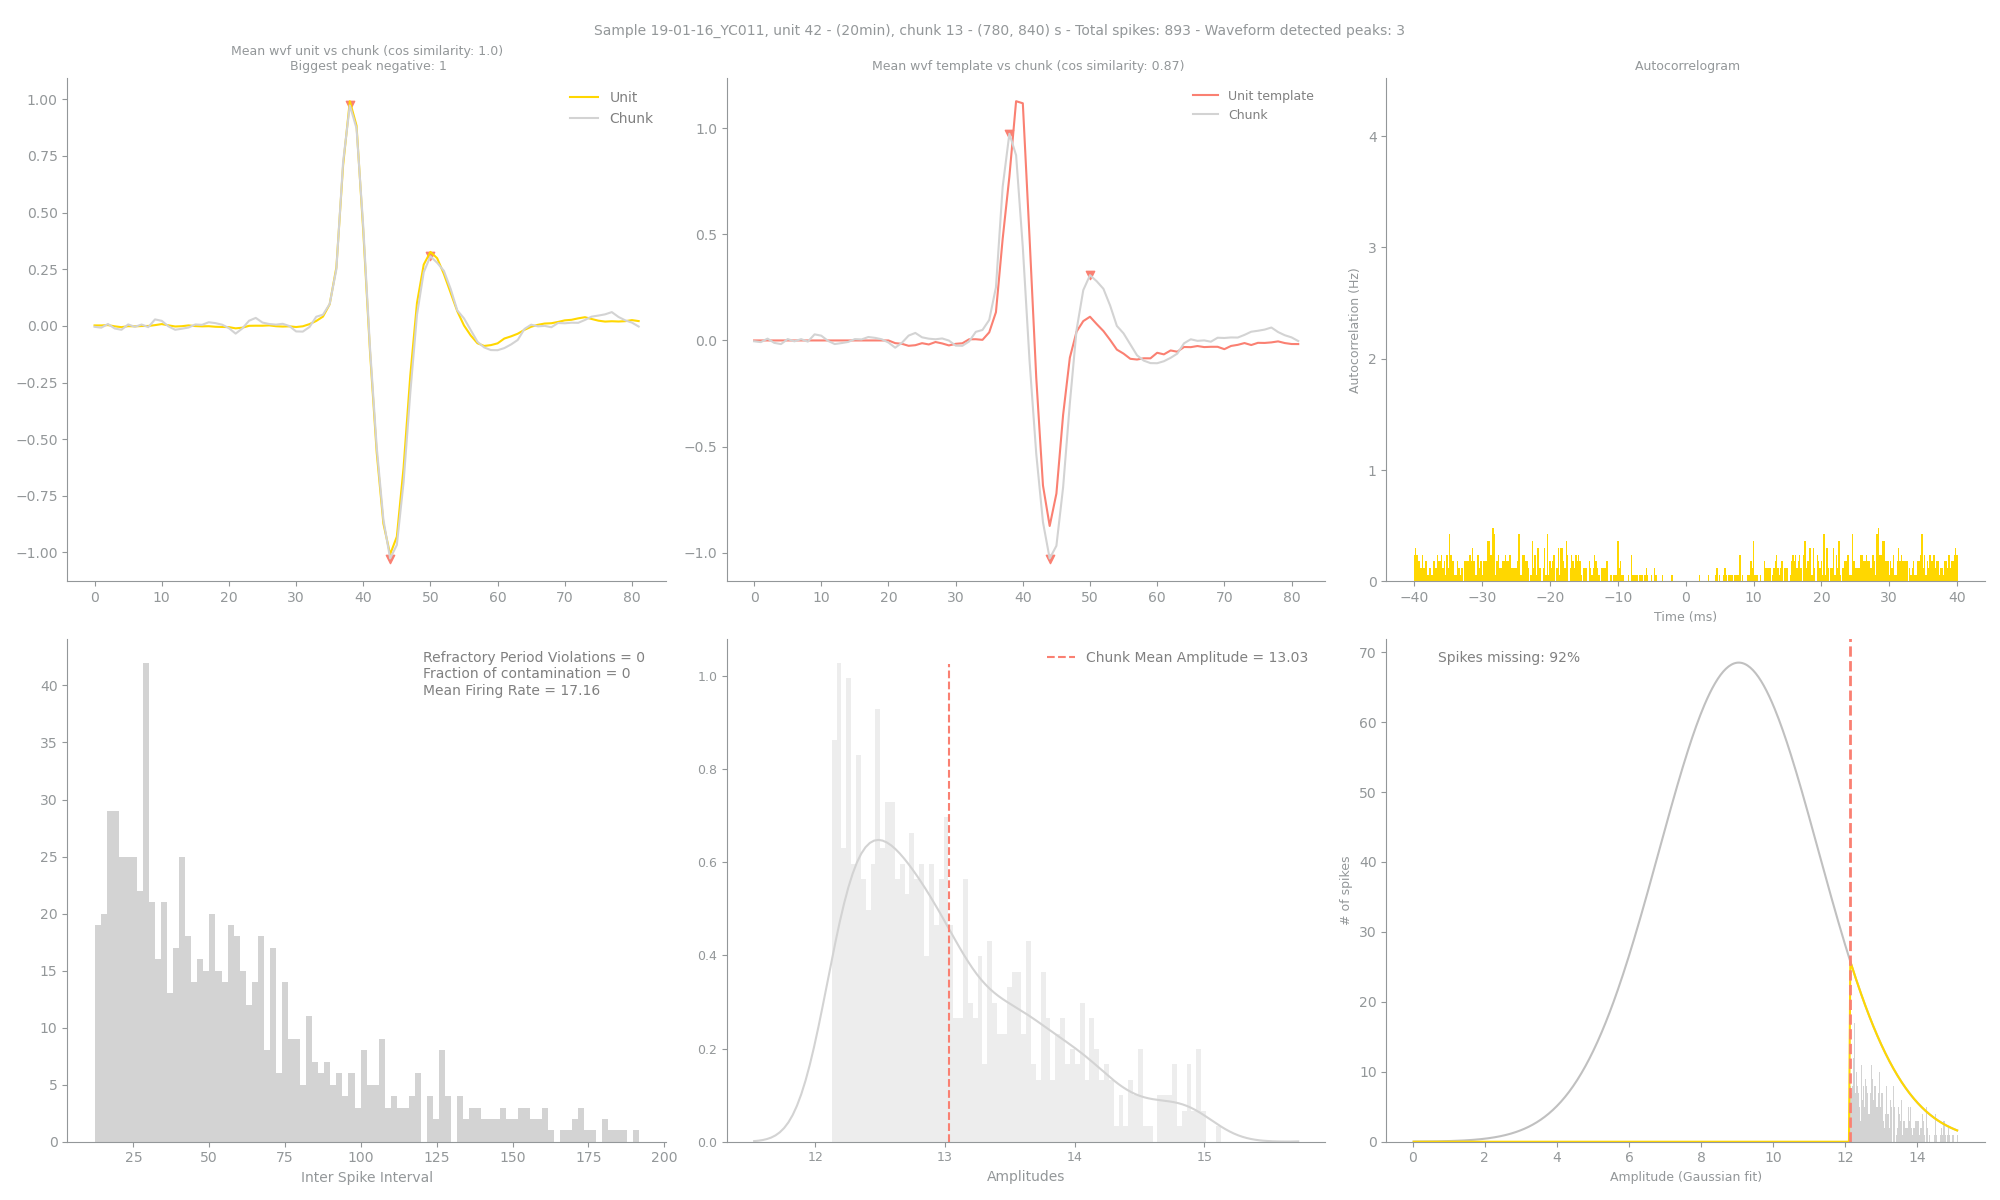 Sample 19-01-16_YC011, unit 42 - (20min), chunk 13 - (780, 840) s - Total spikes: 893 - Waveform detected peaks: 3
Mean wvf unit vs chunk (cos similarity: 1.0)
Biggest peak negative: 1
Unit
Chunk
1.00
0.75
0.50
0.25
0.00
−0.25
−0.50
−0.75
−1.00
0 10 20 30 40 50 60 70 80
Mean wvf template vs chunk (cos similarity: 0.87)
Unit template
Chunk
1.0
0.5
0.0
−0.5
−1.0
0 10 20 30 40 50 60 70 80
Autocorrelogram
Autocorrelation (Hz)
4
3
2
1
0
−40 −30 −20 −10 0 10 20 30 40
Time (ms)
Refractory Period Violations = 0
Fraction of contamination = 0
Mean Firing Rate = 17.16
40
35
30
25
20
15
10
5
0
25 50 75 100 125 150 175 200
Inter Spike Interval
Chunk Mean Amplitude = 13.03
1.0
0.8
0.6
0.4
0.2
0.0
12 13 14 15
Amplitudes
Spikes missing: 92%
# of spikes
70
60
50
40
30
20
10
0
0 2 4 6 8 10 12 14
Amplitude (Gaussian fit)